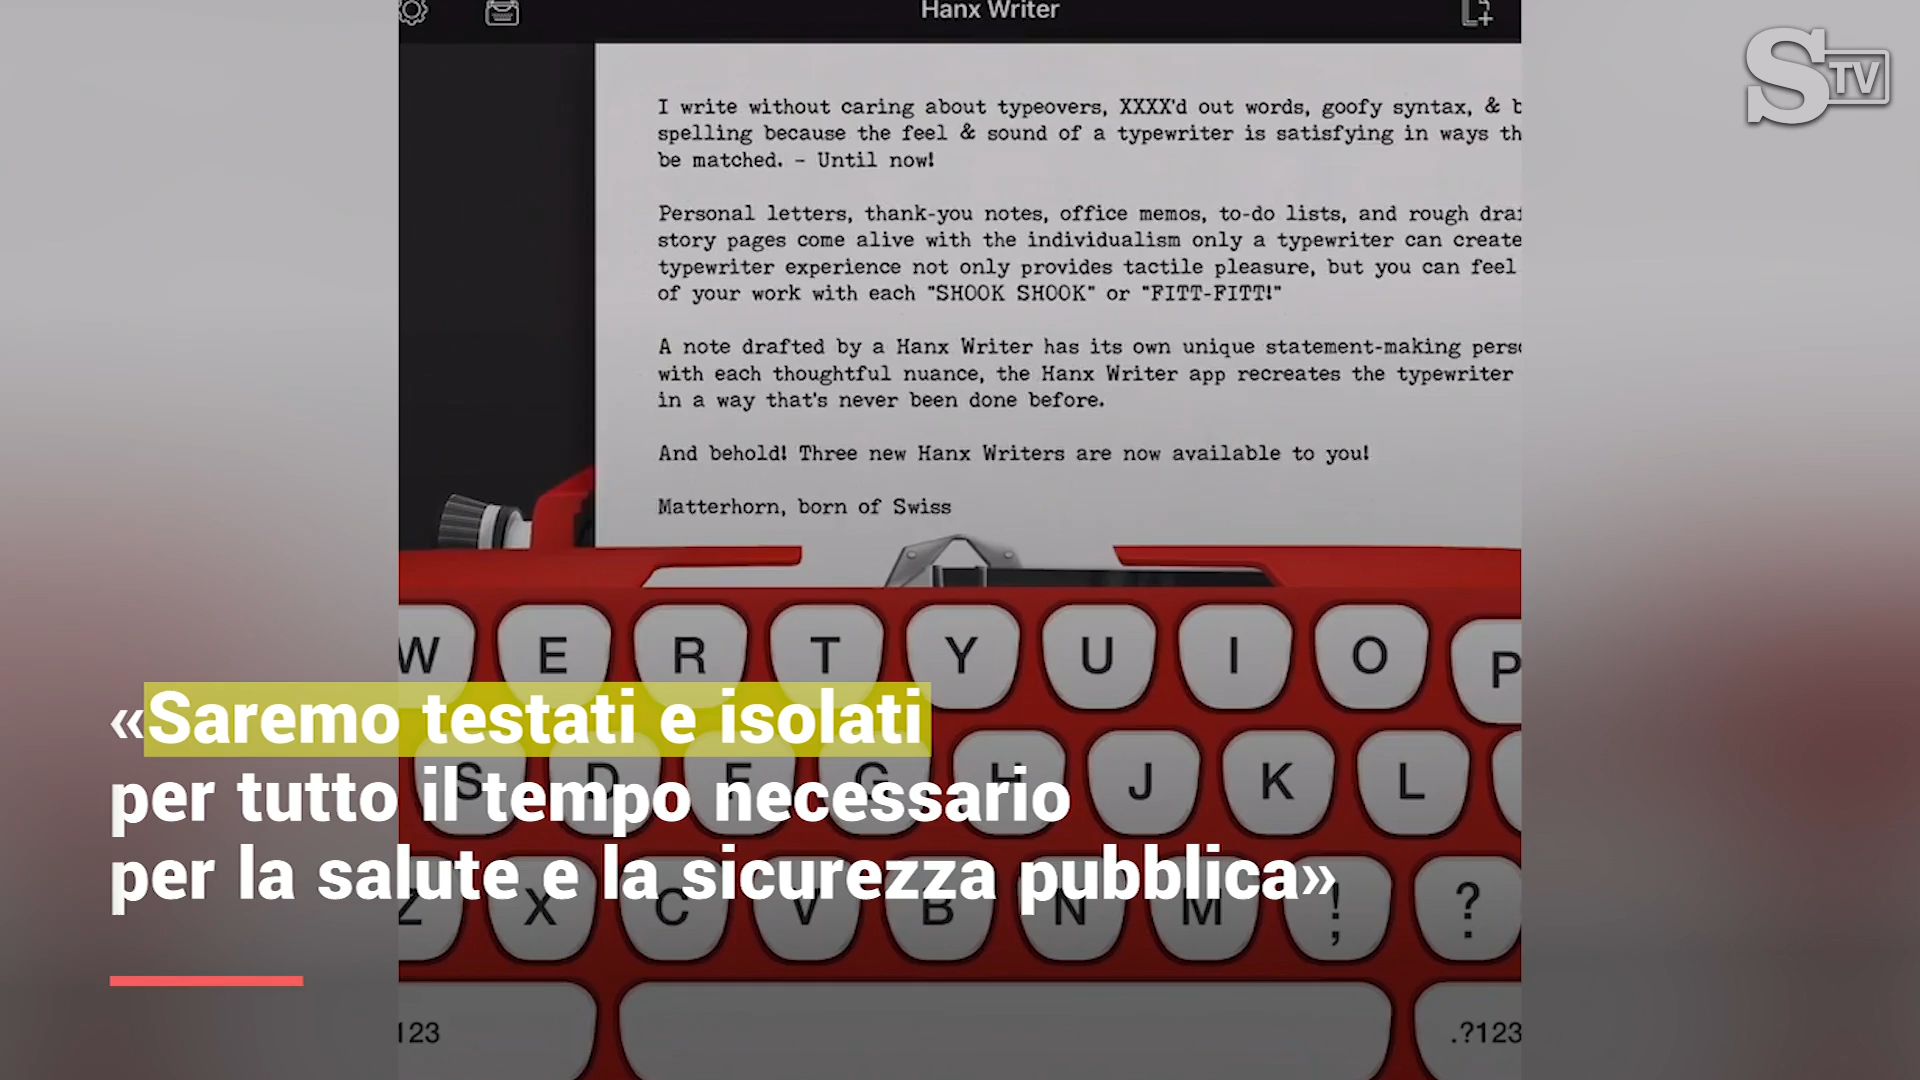 Hanx Writer
STV
I write without caring about typeovers, XXXX'd out words, goofy syntax, & b
spelling because the feel & sound of a typewriter is satisfying in ways th
be matched. - Until now!
Personal letters, thank-you notes, office memos, to-do lists, and rough draf
story pages come alive with the individualism only a typewriter can create
typewriter experience not only provides tactile pleasure, but you can feel
of your work with each "SHOOK SHOOK" or "FITT-FITT!"
A note drafted by a Hanx Writer has its own unique statement-making perso
with each thoughtful nuance, the Hanx Writer app recreates the typewriter
in a way that's never been done before.
And behold! Three new Hanx Writers are now available to you!
Matterhorn, born of Swiss
W E R T Y U I O P
«Saremo testati e isolati
S D F G H J K L
per tutto il tempo necessario
per la salute e la sicurezza pubblica»
Z X C V B N M ! ; ? .
123 .?123